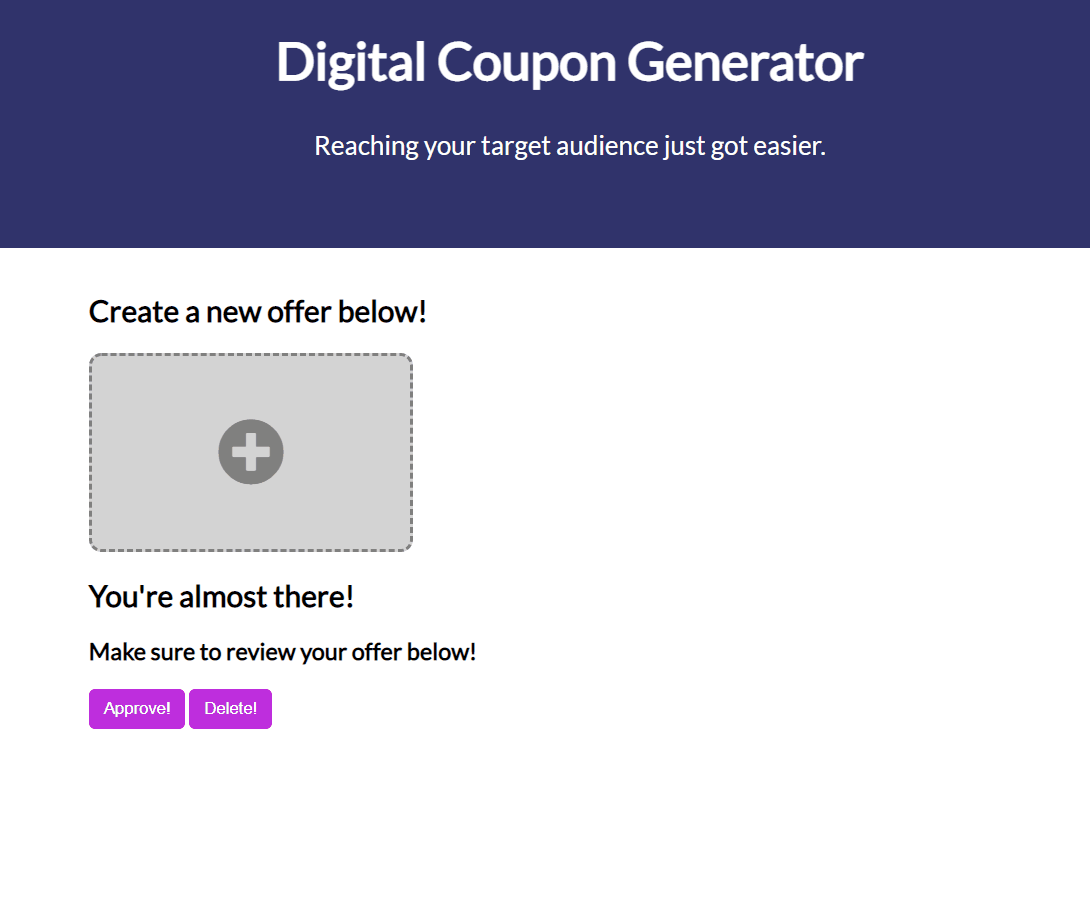 Digital Coupon Generator
Reaching your target audience just got easier.
Create a new offer below!
You're almost there!
Make sure to review your offer below!
Approve! Delete!